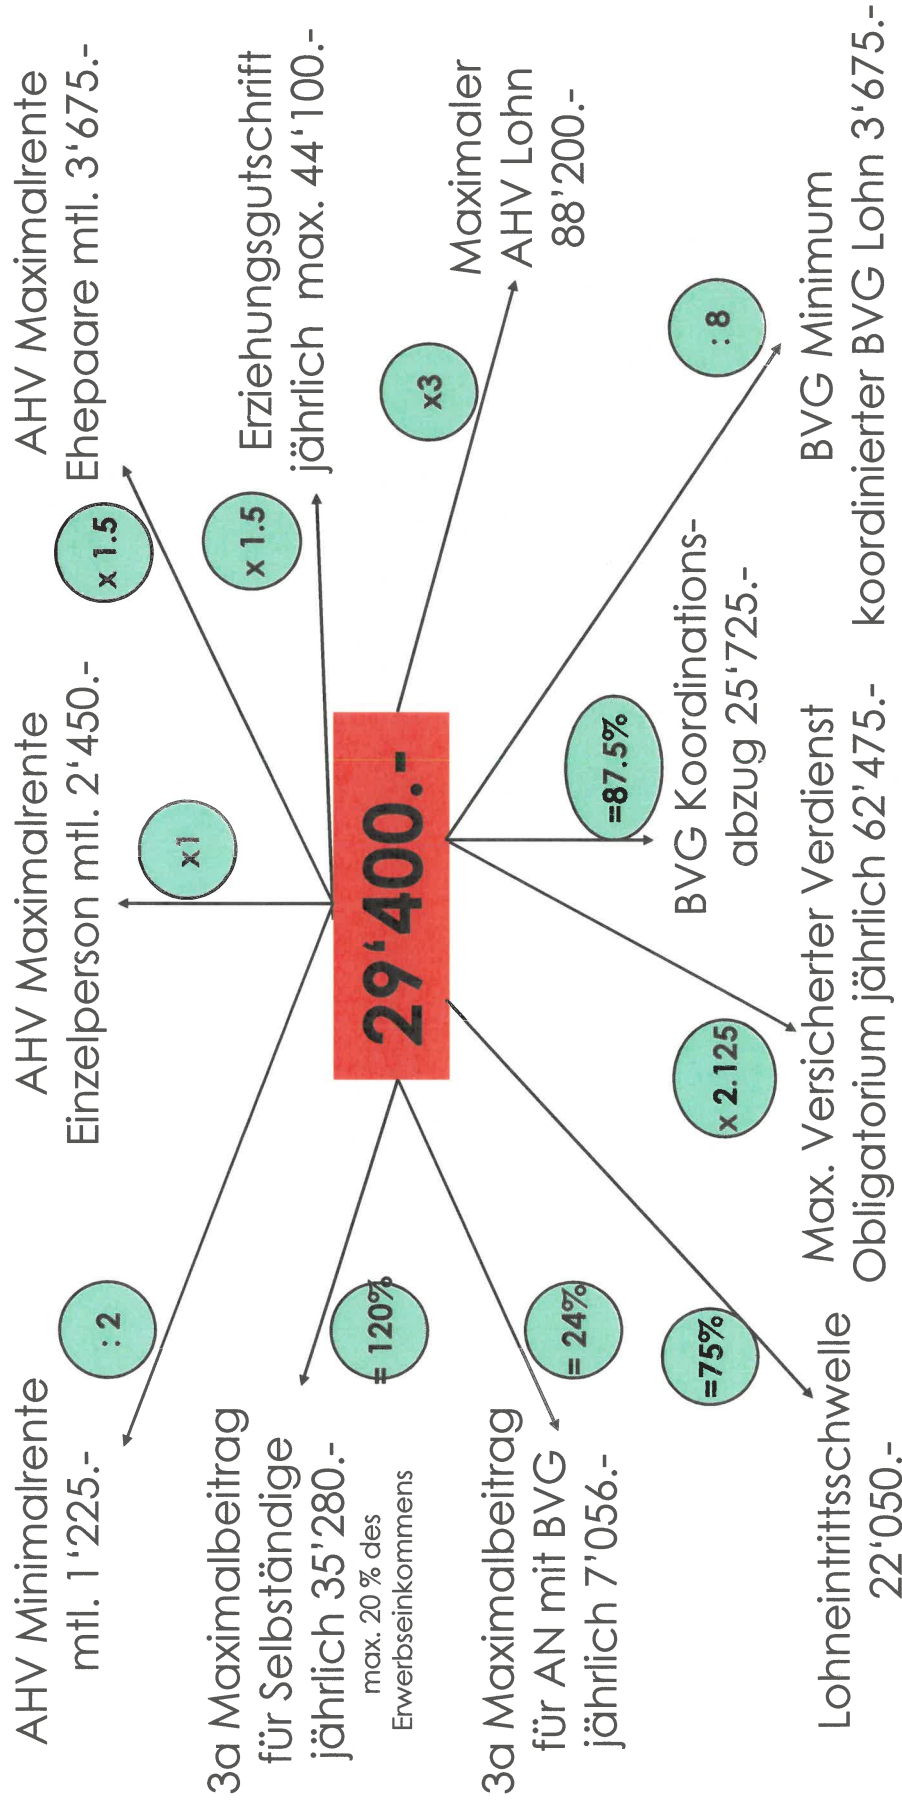 AHV Minimalrente
mtl. 1‘225.-
: 2
AHV Maximalrente
Einzelperson mtl. 2‘450.-
x1
AHV Maximalrente
Ehepaare mtl. 3‘675.-
x 1.5
3a Maximalbeitrag
für Selbständige
jährlich 35’280.-
max. 20 % des
Erwerbseinkommens
= 120%
Erziehungsgutschrift
jährlich max. 44‘100.-
x 1.5
29‘400.-
Maximaler
AHV Lohn
88’200.-
x3
3a Maximalbeitrag
für AN mit BVG
jährlich 7’056.-
= 24%
=75%
x 2.125
=87.5%
BVG Koordinations-
abzug 25‘725.-
: 8
Lohneintrittsschwelle
22‘050.-
Max. Versicherter Verdienst
Obligatorium jährlich 62‘475.-
BVG Minimum
koordinierter BVG Lohn 3‘675.-